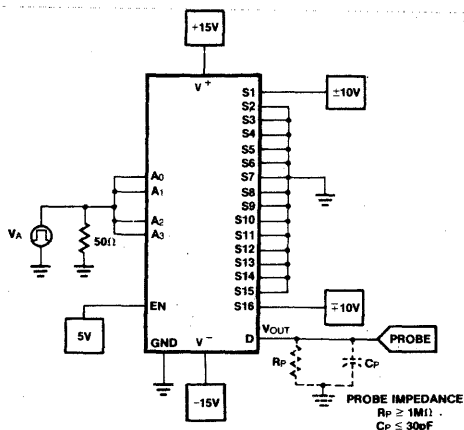 +15V
V+
S1
±10V
S2
S3
S4
S5
S6
S7
S8
S9
S10
S11
S12
S13
S14
S15
S16
∓10V
A0
A1
A2
A3
VA
50Ω
EN
5V
GND
V−
−15V
D
VOUT
PROBE
RP
CP
PROBE IMPEDANCE
RP ≥ 1MΩ
CP ≤ 30pF